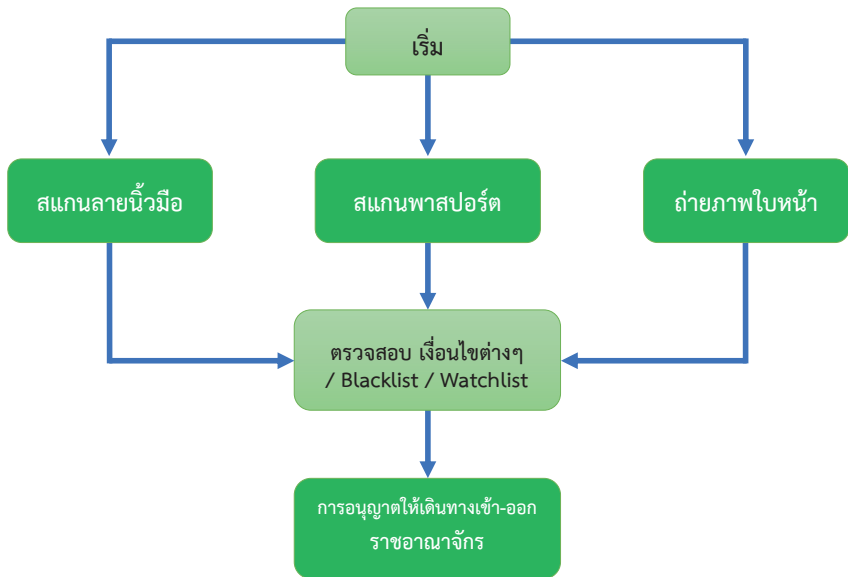 เริ่ม
สแกนลายนิ้วมือ
สแกนพาสปอร์ต
ถ่ายภาพใบหน้า
ตรวจสอบ เงื่อนไขต่างๆ
/ Blacklist / Watchlist
การอนุญาตให้เดินทางเข้า-ออก
ราชอาณาจักร